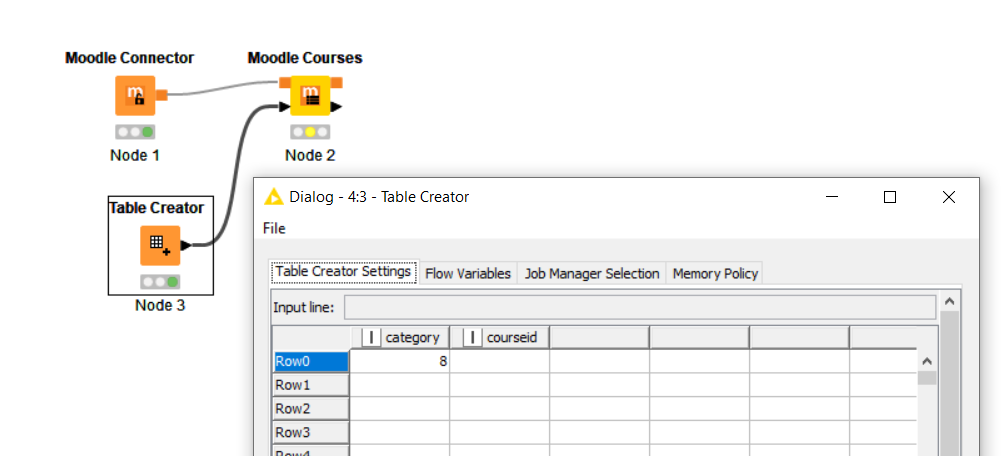 Moodle Connector
Moodle Courses
m
m
Node 1
Node 2
Table Creator
Node 3
Dialog - 4:3 - Table Creator
File
Table Creator Settings
Flow Variables
Job Manager Selection
Memory Policy
Input line:
I category
I courseid
Row0 8
Row1
Row2
Row3
Row4